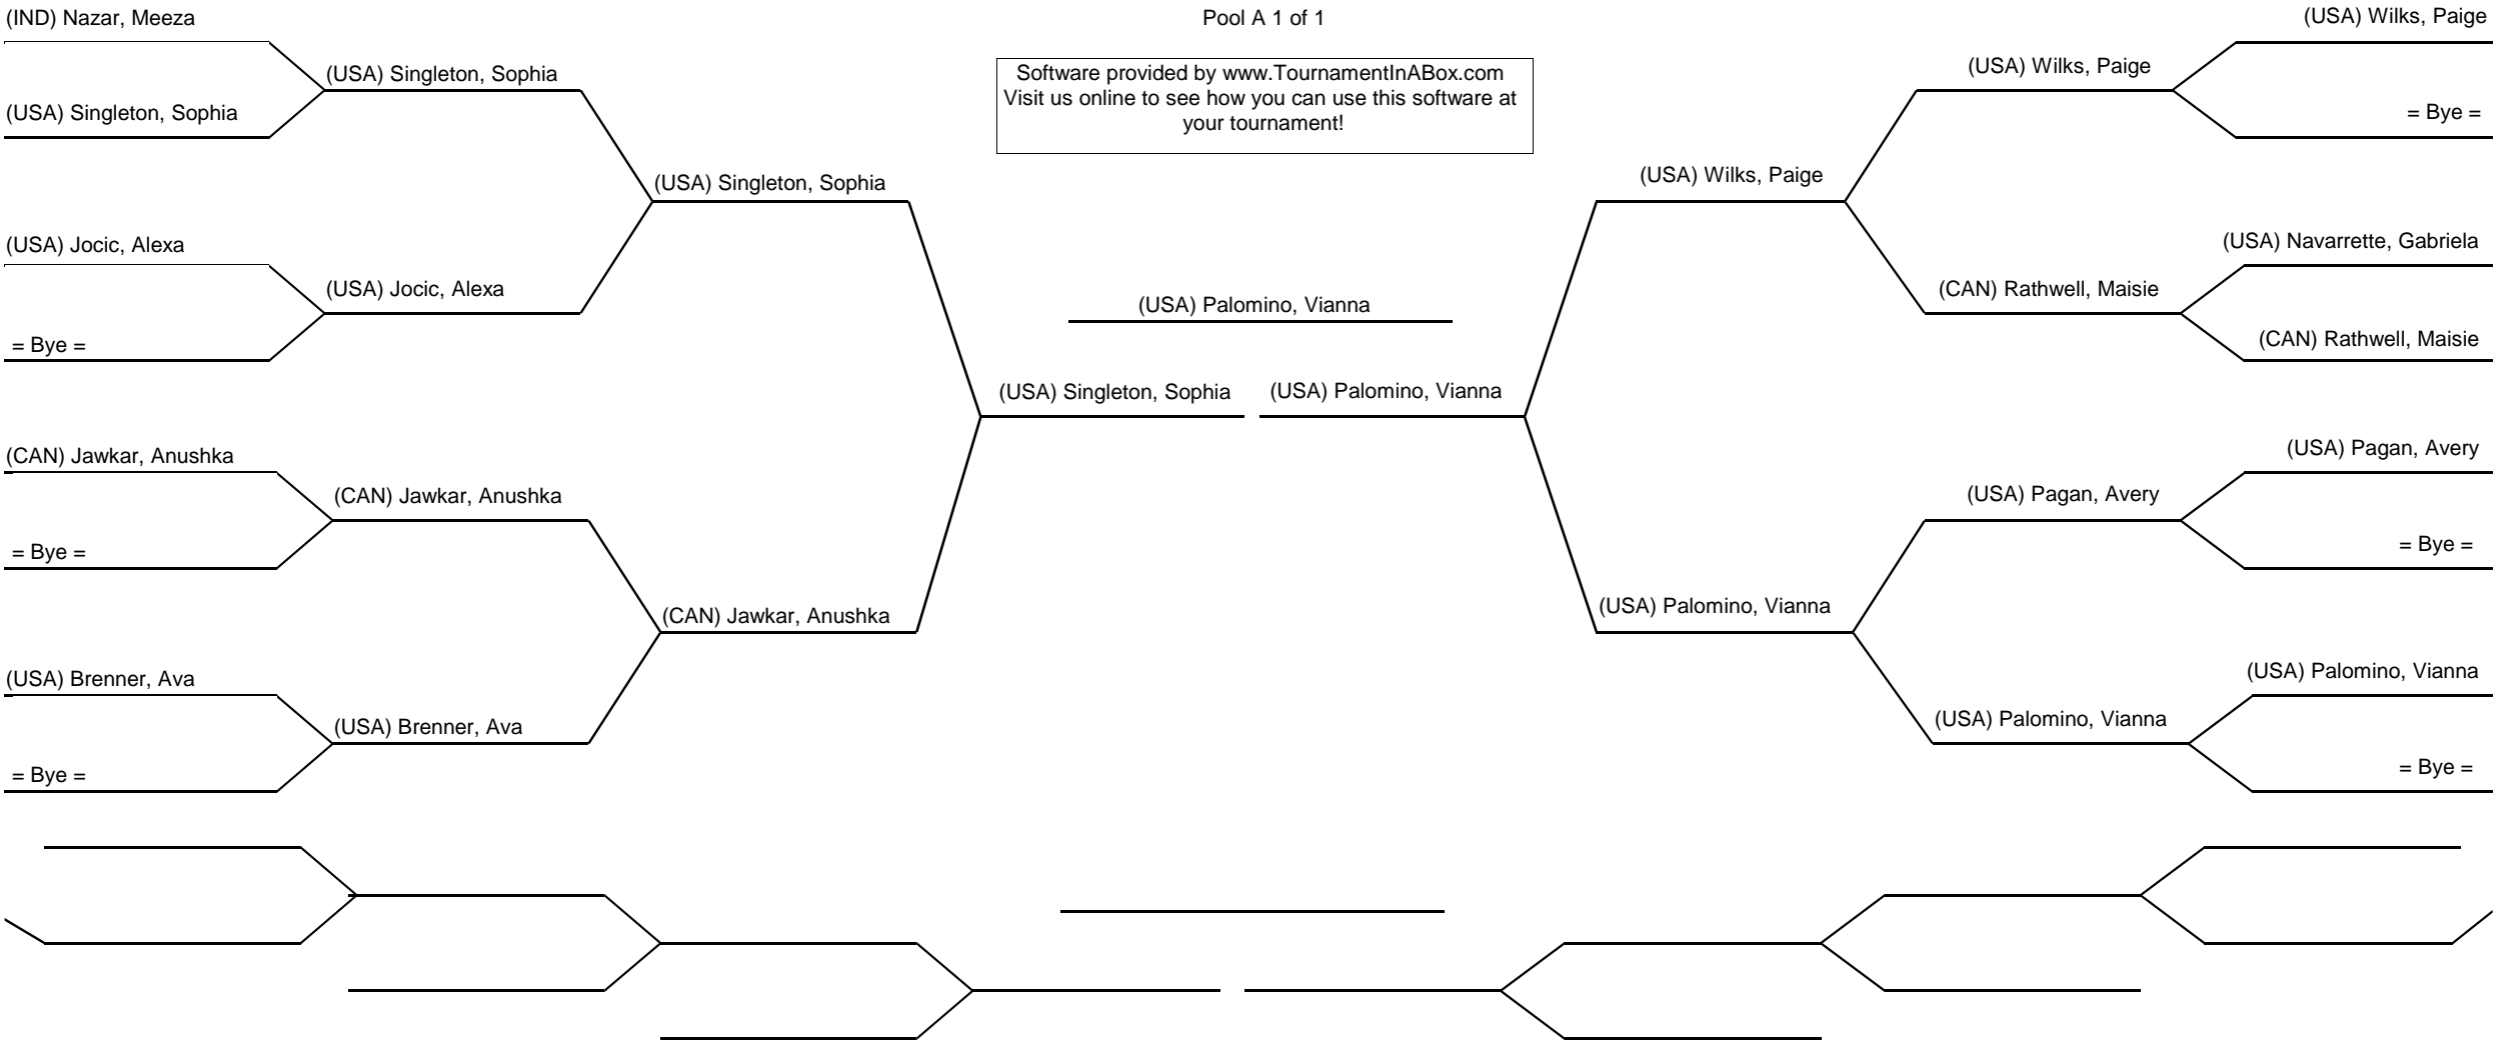 (IND) Nazar, Meeza
(USA) Singleton, Sophia
(USA) Singleton, Sophia
(USA) Jocic, Alexa
(USA) Jocic, Alexa
= Bye =
(USA) Singleton, Sophia
(CAN) Jawkar, Anushka
(CAN) Jawkar, Anushka
= Bye =
(CAN) Jawkar, Anushka
(USA) Brenner, Ava
(USA) Brenner, Ava
= Bye =
Pool A 1 of 1
Software provided by www.TournamentInABox.com
Visit us online to see how you can use this software at
your tournament!
(USA) Palomino, Vianna
(USA) Singleton, Sophia
(USA) Palomino, Vianna
(USA) Wilks, Paige
(USA) Wilks, Paige
= Bye =
(USA) Wilks, Paige
(USA) Navarrette, Gabriela
(CAN) Rathwell, Maisie
(CAN) Rathwell, Maisie
(USA) Pagan, Avery
(USA) Pagan, Avery
= Bye =
(USA) Palomino, Vianna
(USA) Palomino, Vianna
(USA) Palomino, Vianna
= Bye =